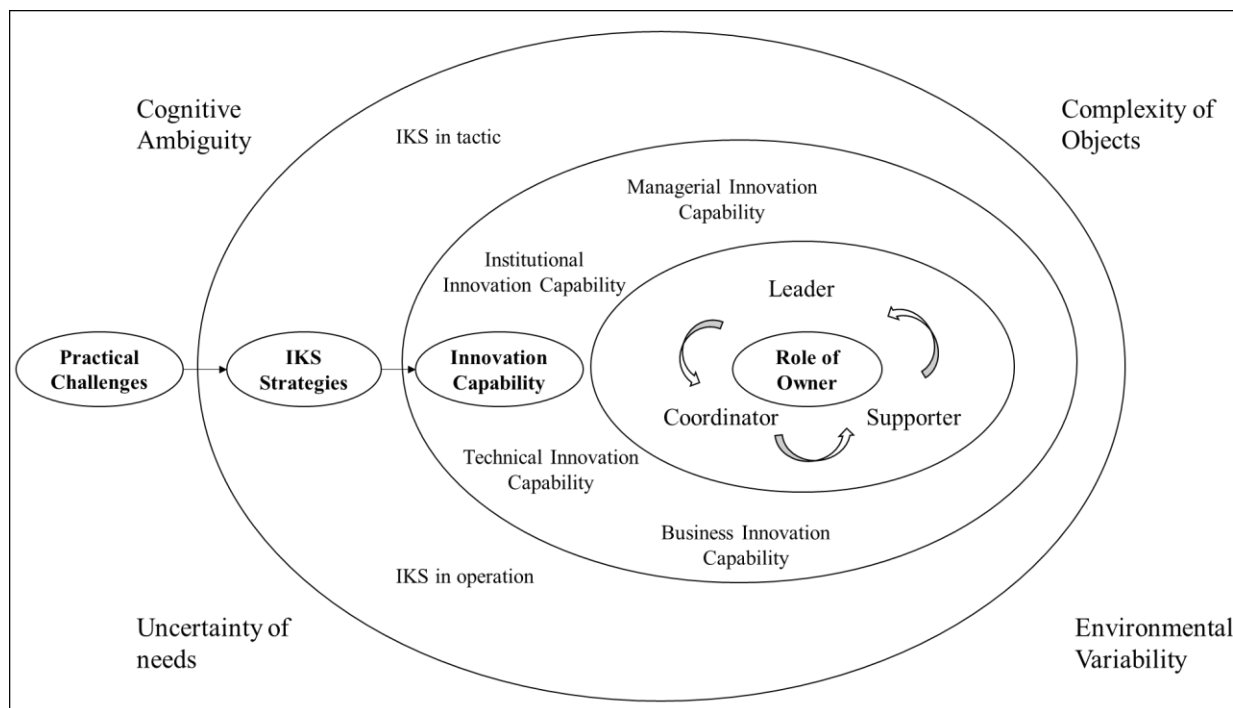 Cognitive
Ambiguity
Complexity of
Objects
IKS in tactic
Managerial Innovation
Capability
Institutional
Innovation Capability
Leader
Practical
Challenges
IKS
Strategies
Innovation
Capability
Role of
Owner
Coordinator
Supporter
Technical Innovation
Capability
Business Innovation
Capability
IKS in operation
Uncertainty of
needs
Environmental
Variability